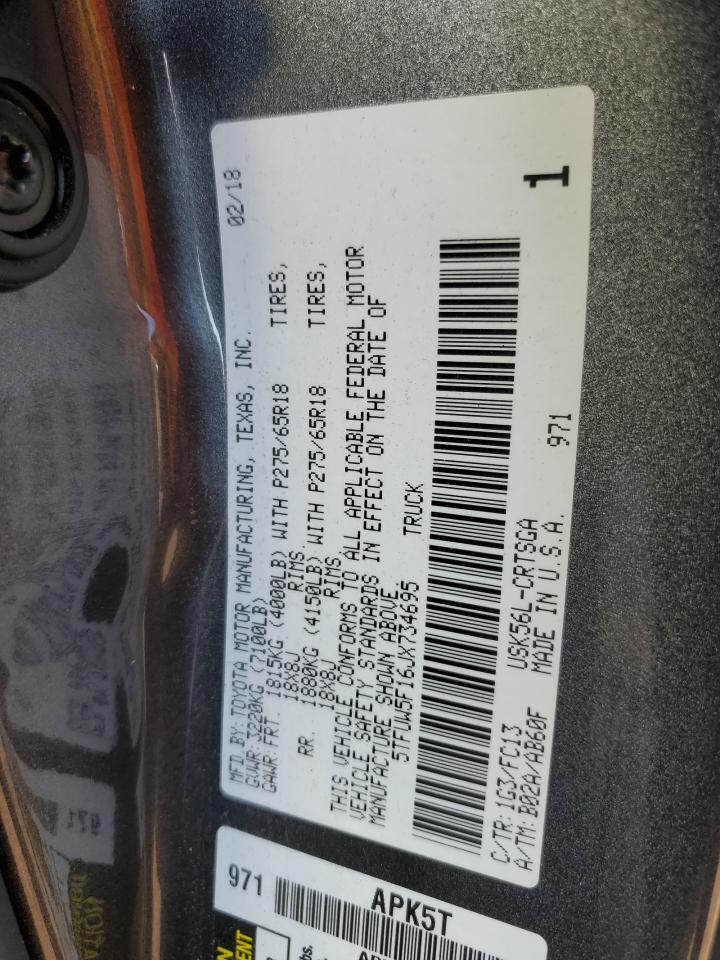 MFD BY:TOYOTA MOTOR MANUFACTURING, TEXAS, INC. 02/18
GVWR:3220KG (7100LB)
GAWR:FRT. 1815KG (4000LB) WITH P275/65R18 TIRES,
18X8J RIMS
RR. 1880KG (4150LB) WITH P275/65R18 TIRES,
18X8J RIMS
THIS VEHICLE CONFORMS TO ALL APPLICABLE FEDERAL MOTOR
VEHICLE SAFETY STANDARDS IN EFFECT ON THE DATE OF
MANUFACTURE SHOWN ABOVE
5TFUW5F16JX734695 TRUCK
C/TR: 1G3/FC13 USK56L-CRTSGA
A/TM: B02A/AB60F MADE IN U.S.A. 971
1
971
APK5T